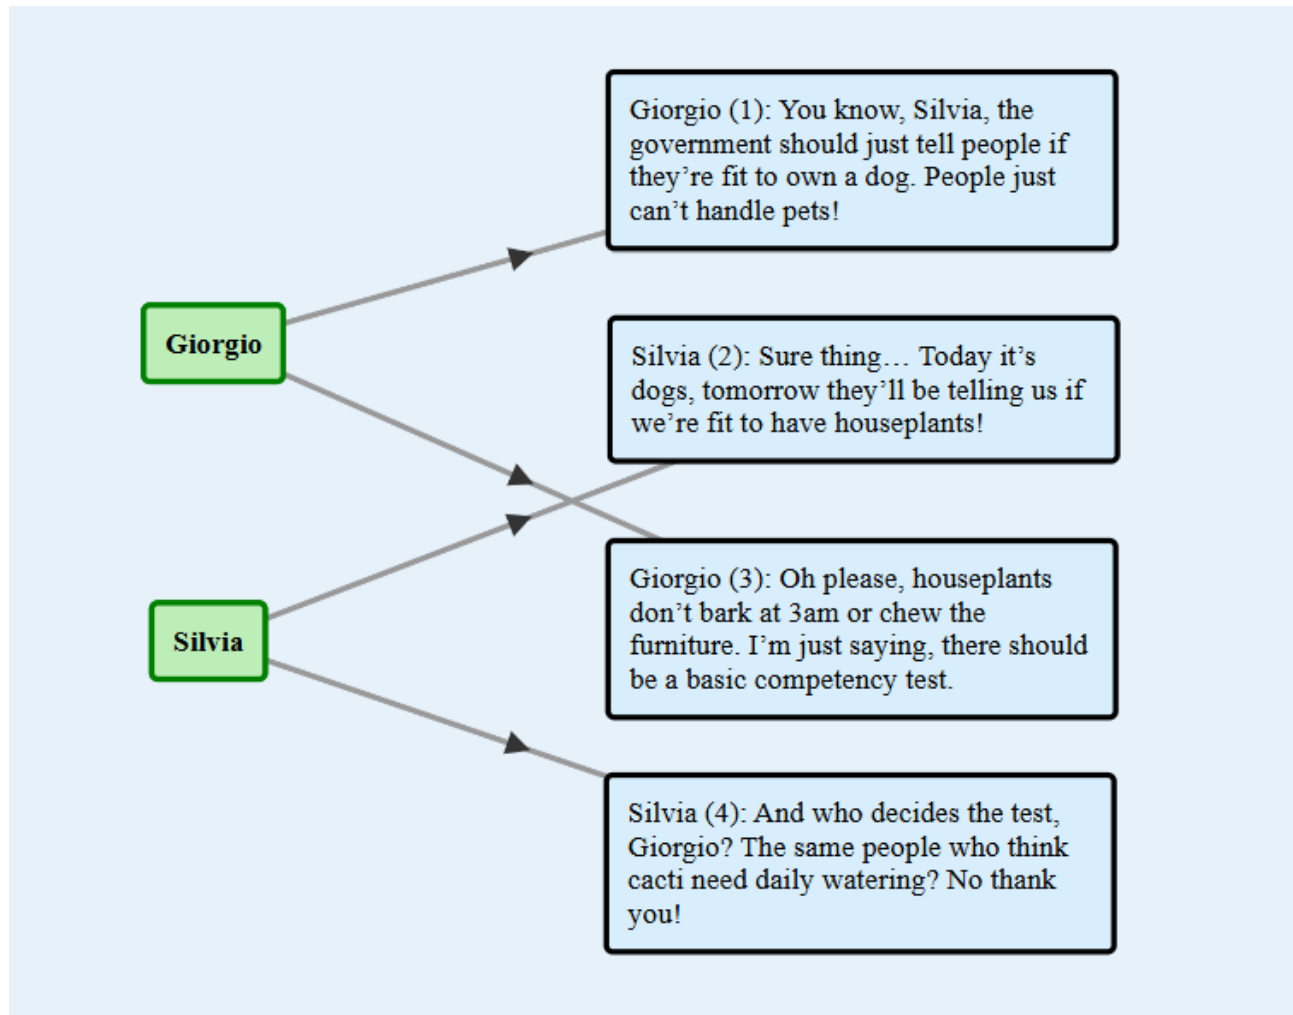 Giorgio (1): You know, Silvia, the
government should just tell people if
they’re fit to own a dog. People just
can’t handle pets!
Giorgio
Silvia (2): Sure thing… Today it’s
dogs, tomorrow they’ll be telling us if
we’re fit to have houseplants!
Giorgio (3): Oh please, houseplants
don’t bark at 3am or chew the
furniture. I’m just saying, there should
be a basic competency test.
Silvia
Silvia (4): And who decides the test,
Giorgio? The same people who think
cacti need daily watering? No thank
you!